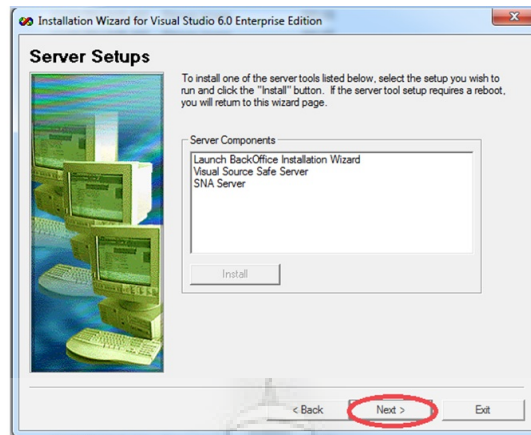 Installation Wizard for Visual Studio 6.0 Enterprise Edition
Server Setups
To install one of the server tools listed below, select the setup you wish to
run and click the "Install" button. If the server tool setup requires a reboot,
you will return to this wizard page.
Server Components
Launch BackOffice Installation Wizard
Visual Source Safe Server
SNA Server
Install
< Back
Next >
Exit